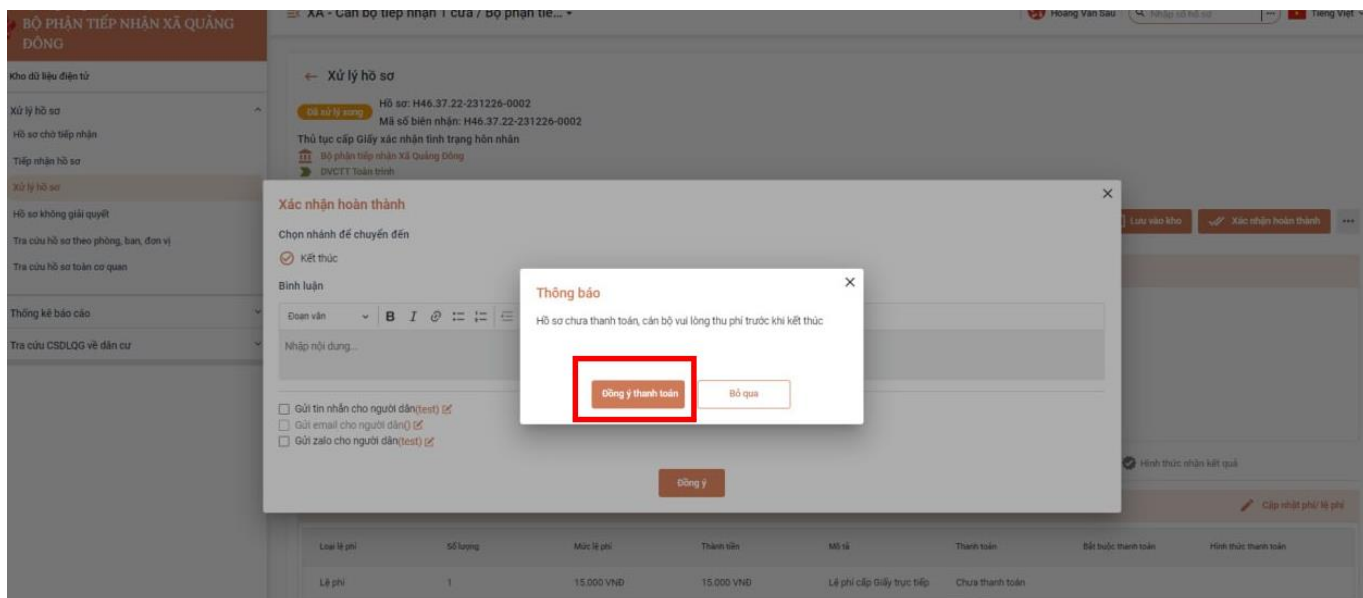 BỘ PHẬN TIẾP NHẬN XÃ QUẢNG
ĐÔNG
XÃ - Cán bộ tiếp nhận 1 cửa / Bộ phận tiế...
Hoàng Văn Sáu
Nhập số hồ sơ
Tiếng Việt
Kho dữ liệu điện tử
Xử lý hồ sơ
Hồ sơ chờ tiếp nhận
Tiếp nhận hồ sơ
Xử lý hồ sơ
Hồ sơ không giải quyết
Tra cứu hồ sơ theo phòng, ban, đơn vị
Tra cứu hồ sơ toàn cơ quan
Thống kê báo cáo
Tra cứu CSDLQG về dân cư
← Xử lý hồ sơ
Đã xử lý xong
Hồ sơ: H46.37.22-231226-0002
Mã số biên nhận: H46.37.22-231226-0002
Thủ tục cấp Giấy xác nhận tình trạng hôn nhân
Bộ phận tiếp nhận Xã Quảng Đông
DVCTT Toàn trình
Lưu vào kho
Xác nhận hoàn thành
Xác nhận hoàn thành
Chọn nhánh để chuyển đến
Kết thúc
Bình luận
Đoạn văn
B I
Nhập nội dung...
Gửi tin nhắn cho người dân(test)
Gửi email cho người dân()
Gửi zalo cho người dân(test)
Đồng ý
Thông báo
Hồ sơ chưa thanh toán, cán bộ vui lòng thu phí trước khi kết thúc
Đồng ý thanh toán
Bỏ qua
Hình thức nhận kết quả
Cập nhật phí/ lệ phí
Loại lệ phí Số lượng Mức lệ phí Thành tiền Mô tả Thanh toán Bắt buộc thanh toán Hình thức thanh toán
Lệ phí 1 15.000 VNĐ 15.000 VNĐ Lệ phí cấp Giấy trực tiếp Chưa thanh toán